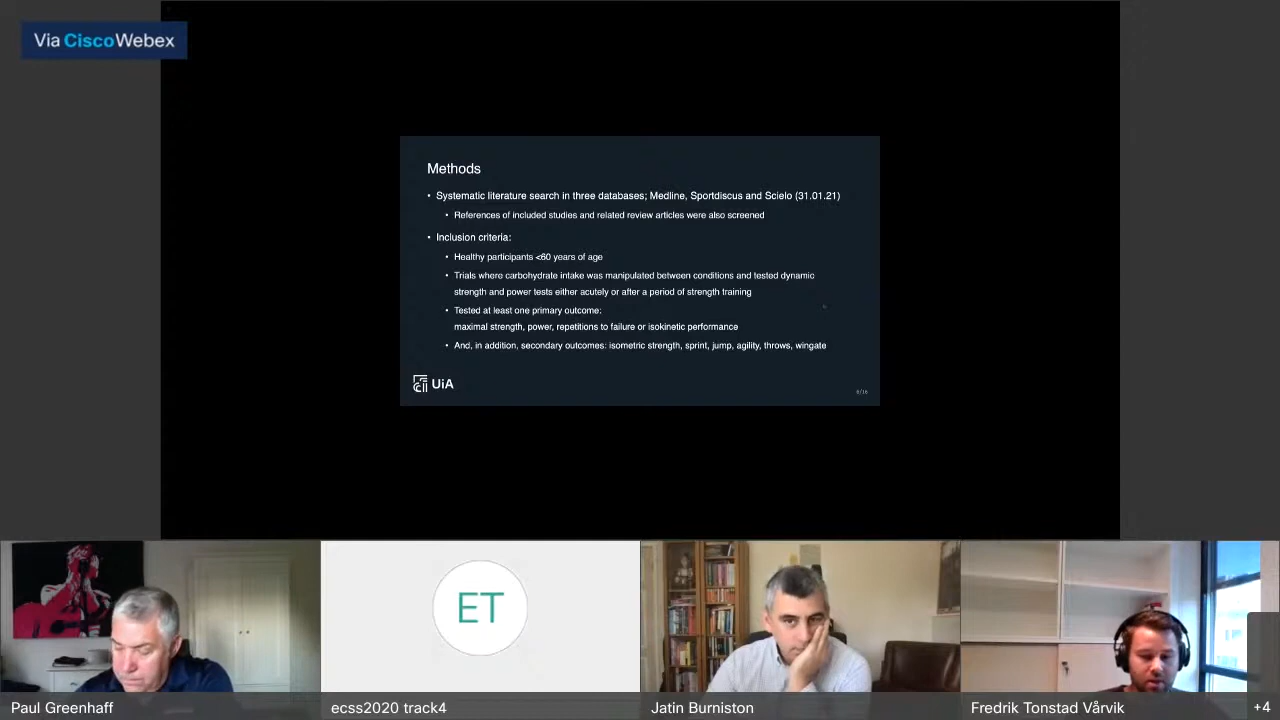 Via CiscoWebex
Methods
• Systematic literature search in three databases; Medline, Sportdiscus and Scielo (31.01.21)
• References of included studies and related review articles were also screened
• Inclusion criteria:
• Healthy participants <60 years of age
• Trials where carbohydrate intake was manipulated between conditions and tested dynamic
strength and power tests either acutely or after a period of strength training
• Tested at least one primary outcome:
maximal strength, power, repetitions to failure or isokinetic performance
• And, in addition, secondary outcomes: isometric strength, sprint, jump, agility, throws, wingate
UiA
ET
Paul Greenhaff
ecss2020 track4
Jatin Burniston
Fredrik Tonstad Vårvik
+4